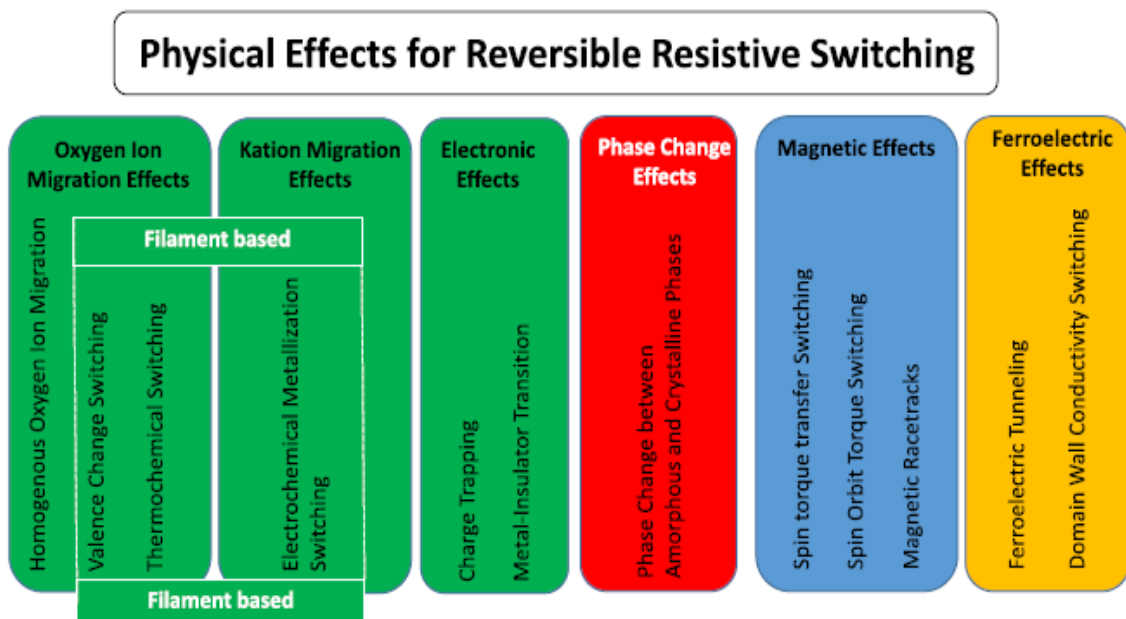 Physical Effects for Reversible Resistive Switching
Oxygen Ion
Migration Effects
Filament based
Homogenous Oxygen Ion Migration
Valence Change Switching
Thermochemical Switching
Kation Migration
Effects
Electrochemical Metallization
Switching
Filament based
Electronic
Effects
Charge Trapping
Metal-Insulator Transition
Phase Change
Effects
Phase Change between
Amorphous and Crystalline Phases
Magnetic Effects
Spin torque transfer Switching
Spin Orbit Torque Switching
Magnetic Racetracks
Ferroelectric
Effects
Ferroelectric Tunneling
Domain Wall Conductivity Switching